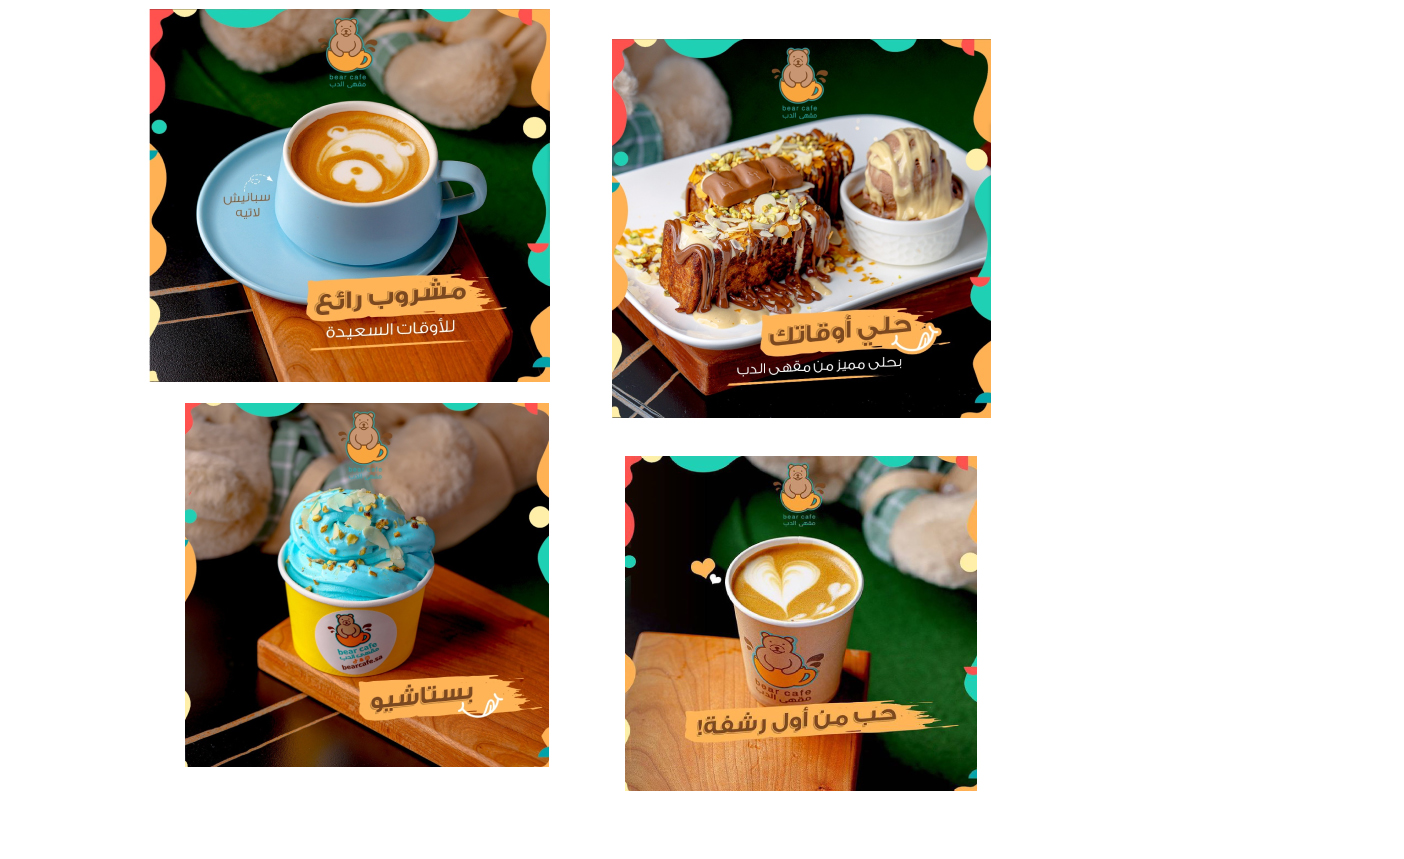 bear cafe
مقهى الدب
سبانيش
لاتيه
مشروب رائع
للأوقات السعيدة
bear cafe
مقهى الدب
حلي أوقاتك
بحلى مميز من مقهى الدب
bear cafe
مقهى الدب
bearcafe.sa
بستاشيو
bear cafe
مقهى الدب
bear cafe
مقهى الدب
حب من أول رشفة!